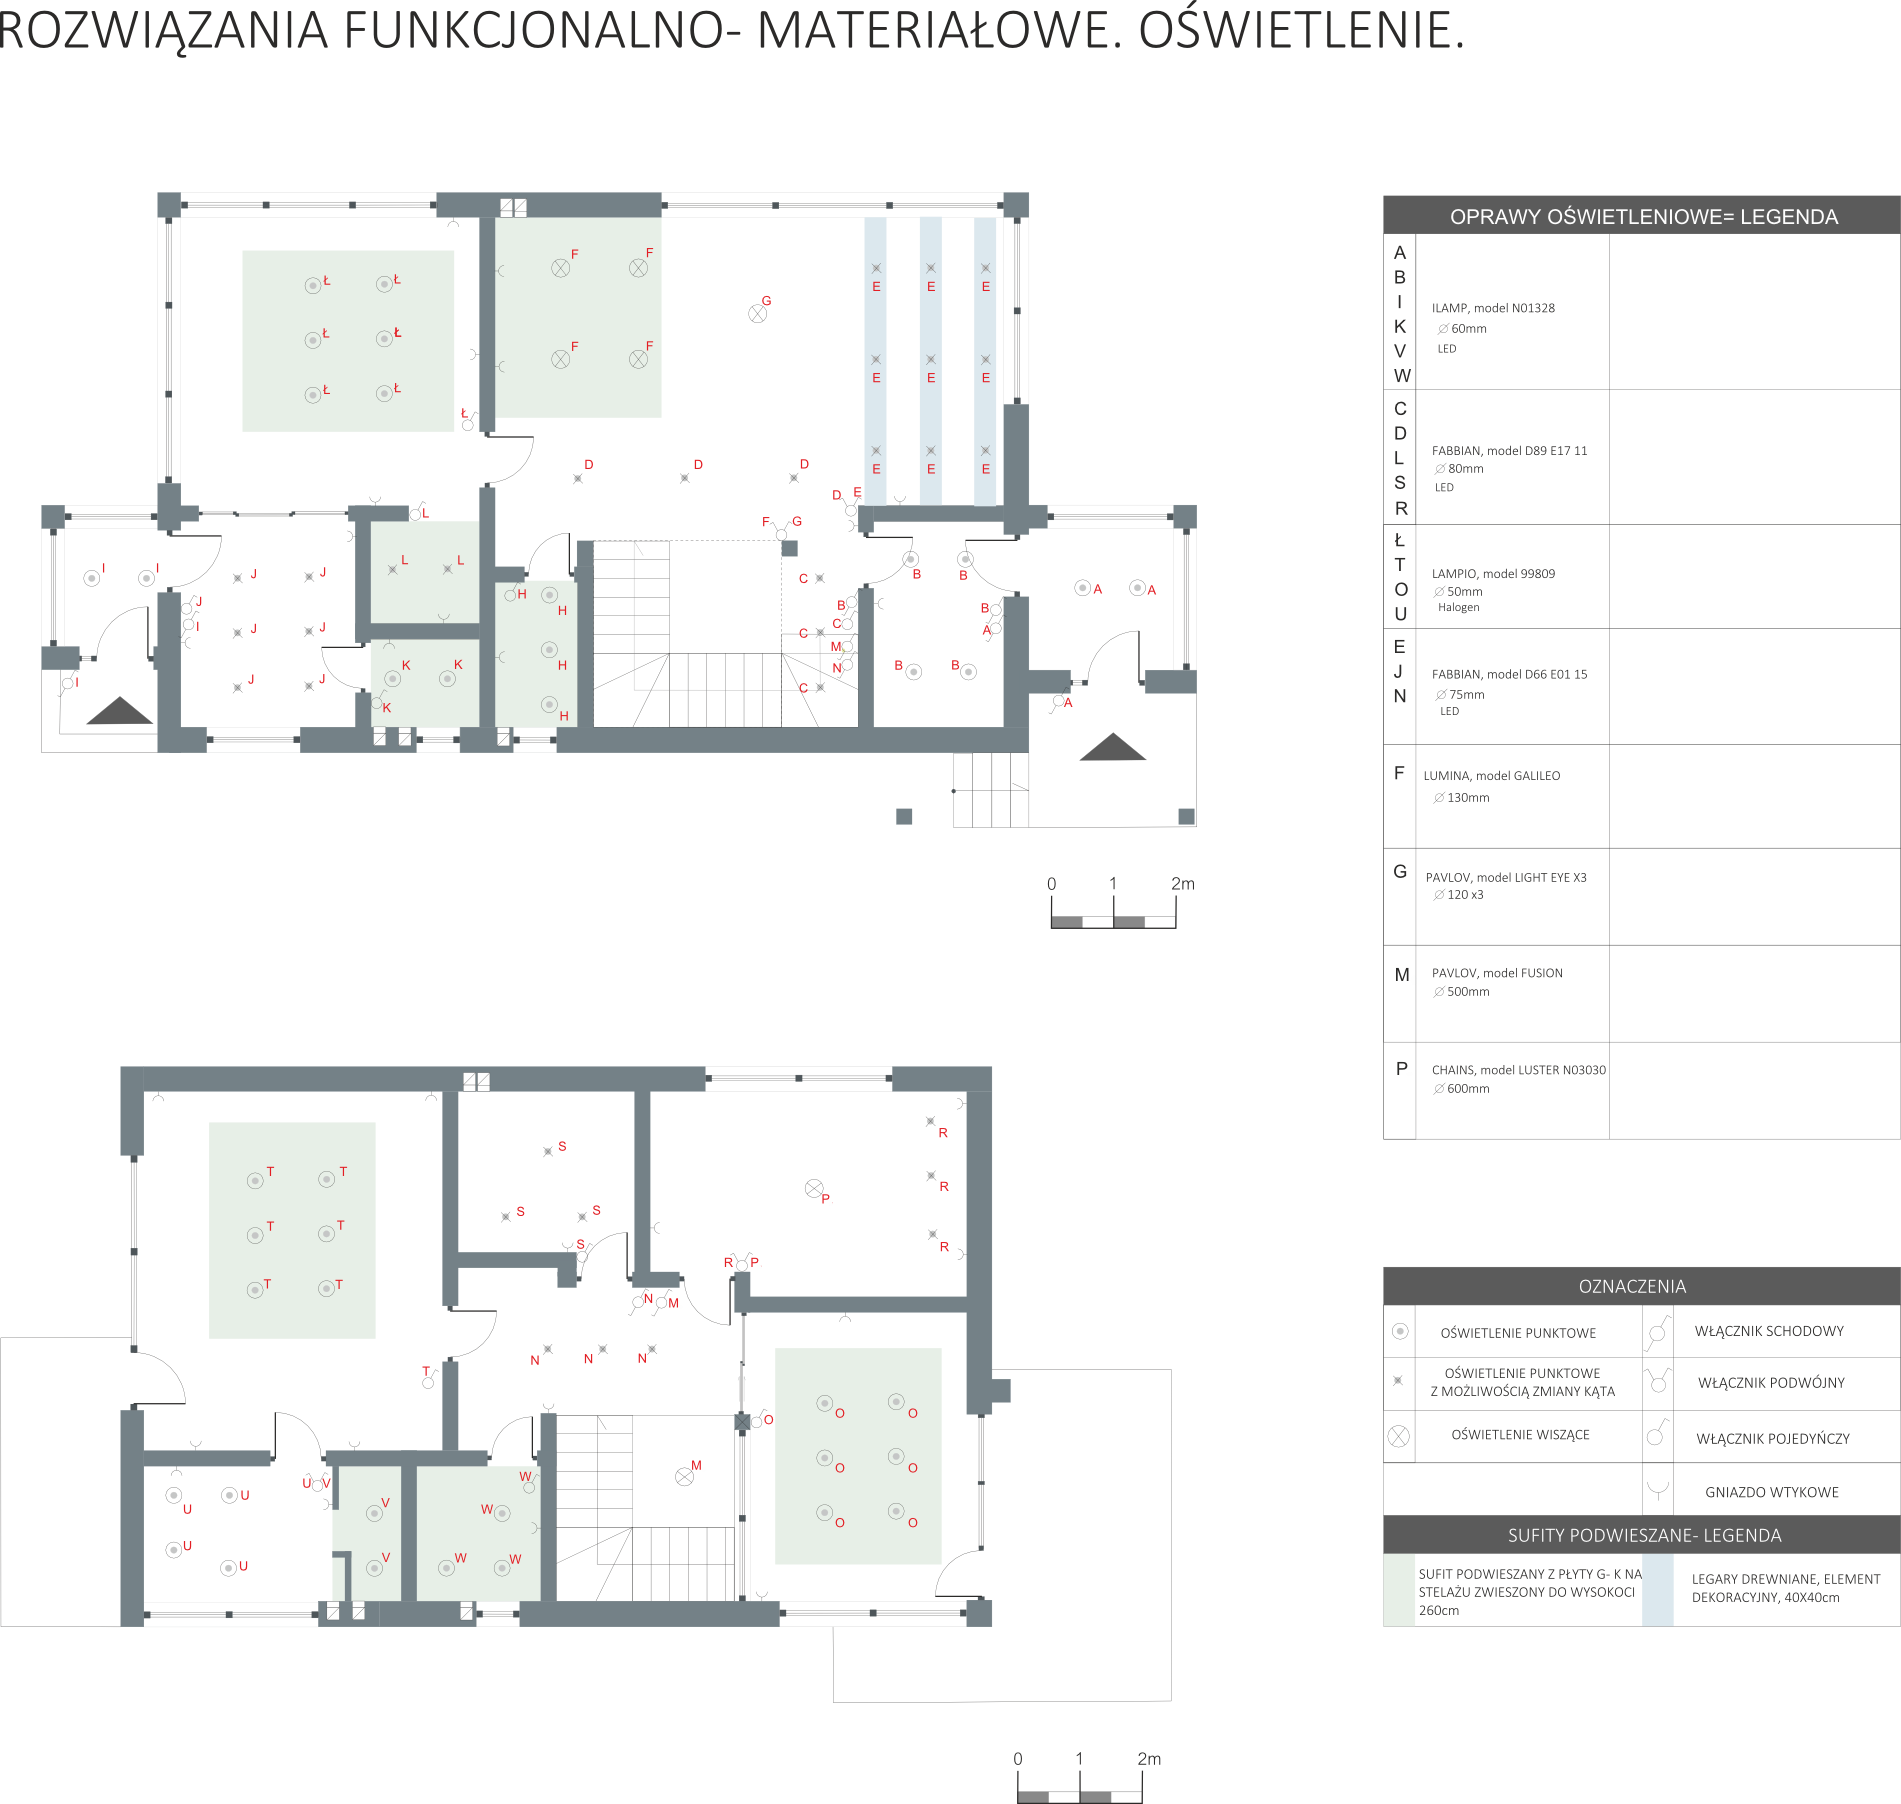 ROZWIĄZANIA FUNKCJONALNO- MATERIAŁOWE. OŚWIETLENIE.
F F
Ł Ł
G
E E E
Ł Ł
F F
E E E
Ł Ł
Ł
D D D
E E E
D E
L
F G
I I
J J
L L
B B
C
A A
H
H
J
I
B
C
B
A
J J
C
M
N
K K
H
B B
I
J J
K
C
H
A
0 1 2m
S
R
T T
S S
R
P
T T
S
R P
R
T T
N M
N N N
T
O
O O
M
U V
W
O O
U U
V
W
O O
U
U
V
W W
0 1 2m
OPRAWY OŚWIETLENIOWE= LEGENDA
A
B
I
K
V
W
ILAMP, model N01328
∅ 60mm
LED
C
D
L
S
R
FABBIAN, model D89 E17 11
∅ 80mm
LED
Ł
T
O
U
LAMPIO, model 99809
∅ 50mm
Halogen
E
J
N
FABBIAN, model D66 E01 15
∅ 75mm
LED
F
LUMINA, model GALILEO
∅ 130mm
G
PAVLOV, model LIGHT EYE X3
∅ 120 x3
M
PAVLOV, model FUSION
∅ 500mm
P
CHAINS, model LUSTER N03030
∅ 600mm
OZNACZENIA
OŚWIETLENIE PUNKTOWE
WŁĄCZNIK SCHODOWY
OŚWIETLENIE PUNKTOWE
Z MOŻLIWOŚCIĄ ZMIANY KĄTA
WŁĄCZNIK PODWÓJNY
OŚWIETLENIE WISZĄCE
WŁĄCZNIK POJEDYŃCZY
GNIAZDO WTYKOWE
SUFITY PODWIESZANE- LEGENDA
SUFIT PODWIESZANY Z PŁYTY G- K NA
STELAŻU ZWIESZONY DO WYSOKOCI
260cm
LEGARY DREWNIANE, ELEMENT
DEKORACYJNY, 40X40cm